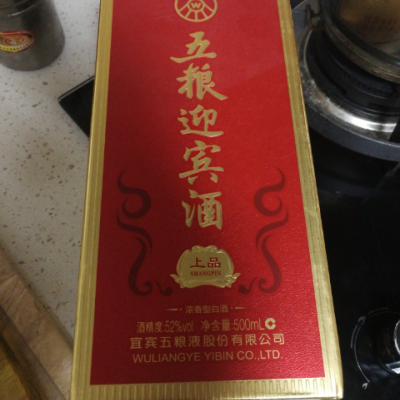 W
五粮迎宾酒
上品
SHANGPIN
浓香型白酒
酒精度:52%vol 净含量:500mL C
宜宾五粮液股份有限公司
WULIANGYE YIBIN CO.,LTD.